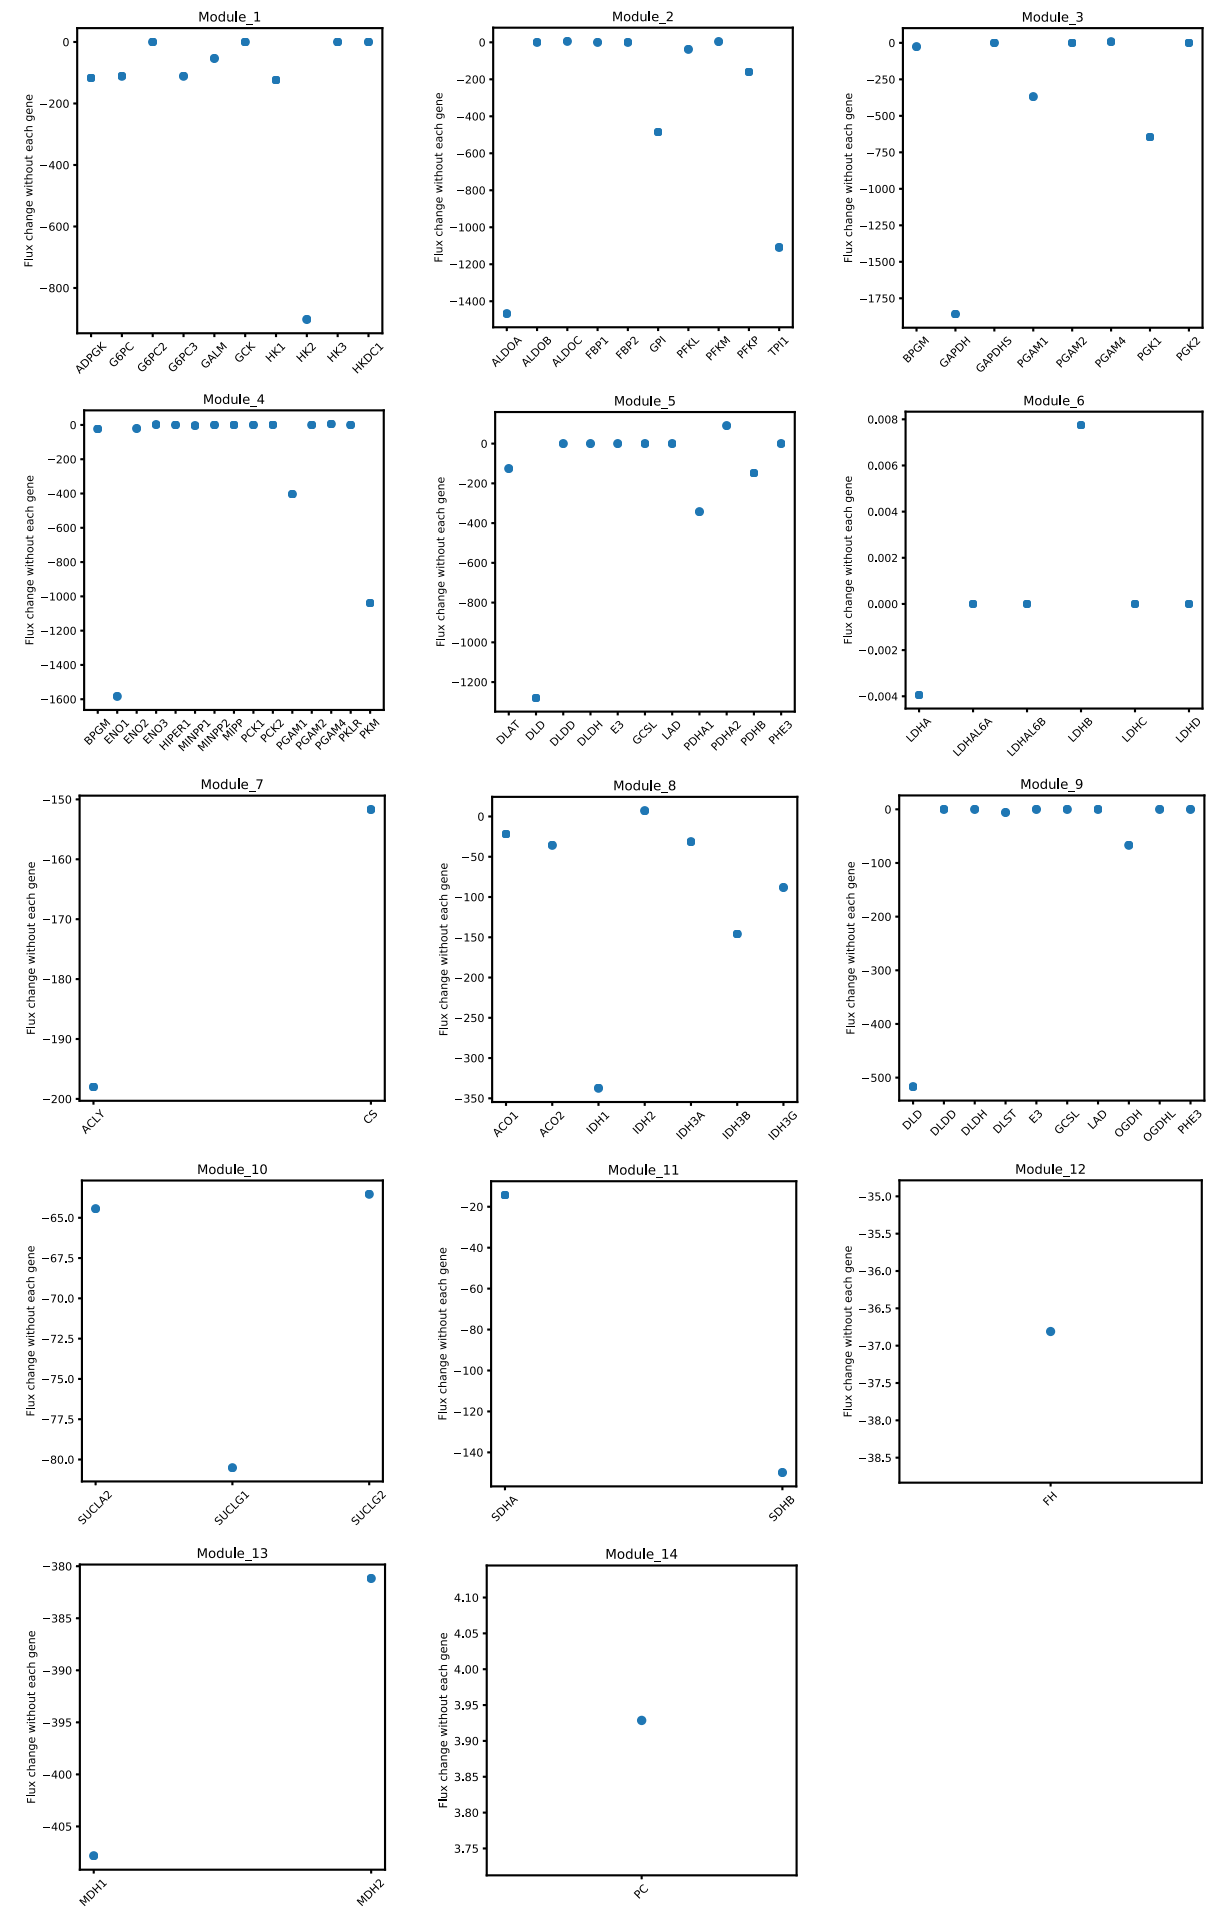 Module_1
Flux change without each gene
0
−200
−400
−600
−800
ADPGK
G6PC
G6PC2
G6PC3
GALM
GCK
HK1
HK2
HK3
HKDC1
Module_2
Flux change without each gene
0
−200
−400
−600
−800
−1000
−1200
−1400
ALDOA
ALDOB
ALDOC
FBP1
FBP2
GPI
PFKL
PFKM
PFKP
TPI1
Module_3
Flux change without each gene
0
−250
−500
−750
−1000
−1250
−1500
−1750
BPGM
GAPDH
GAPDHS
PGAM1
PGAM2
PGAM4
PGK1
PGK2
Module_4
Flux change without each gene
0
−200
−400
−600
−800
−1000
−1200
−1400
−1600
BPGM
ENO1
ENO2
ENO3
HIPER1
MINPP1
MINPP2
MIPP
PCK1
PCK2
PGAM1
PGAM2
PGAM4
PKLR
PKM
Module_5
Flux change without each gene
0
−200
−400
−600
−800
−1000
−1200
DLAT
DLD
DLDD
DLDH
E3
GCSL
LAD
PDHA1
PDHA2
PDHB
PHE3
Module_6
Flux change without each gene
0.008
0.006
0.004
0.002
0.000
−0.002
−0.004
LDHA
LDHAL6A
LDHAL6B
LDHB
LDHC
LDHD
Module_7
Flux change without each gene
−150
−160
−170
−180
−190
−200
ACLY
CS
Module_8
Flux change without each gene
0
−50
−100
−150
−200
−250
−300
−350
ACO1
ACO2
IDH1
IDH2
IDH3A
IDH3B
IDH3G
Module_9
Flux change without each gene
0
−100
−200
−300
−400
−500
DLD
DLDD
DLDH
DLST
E3
GCSL
LAD
OGDH
OGDHL
PHE3
Module_10
Flux change without each gene
−65.0
−67.5
−70.0
−72.5
−75.0
−77.5
−80.0
SUCLA2
SUCLG1
SUCLG2
Module_11
Flux change without each gene
−20
−40
−60
−80
−100
−120
−140
SDHA
SDHB
Module_12
Flux change without each gene
−35.0
−35.5
−36.0
−36.5
−37.0
−37.5
−38.0
−38.5
FH
Module_13
Flux change without each gene
−380
−385
−390
−395
−400
−405
MDH1
MDH2
Module_14
Flux change without each gene
4.10
4.05
4.00
3.95
3.90
3.85
3.80
3.75
PC